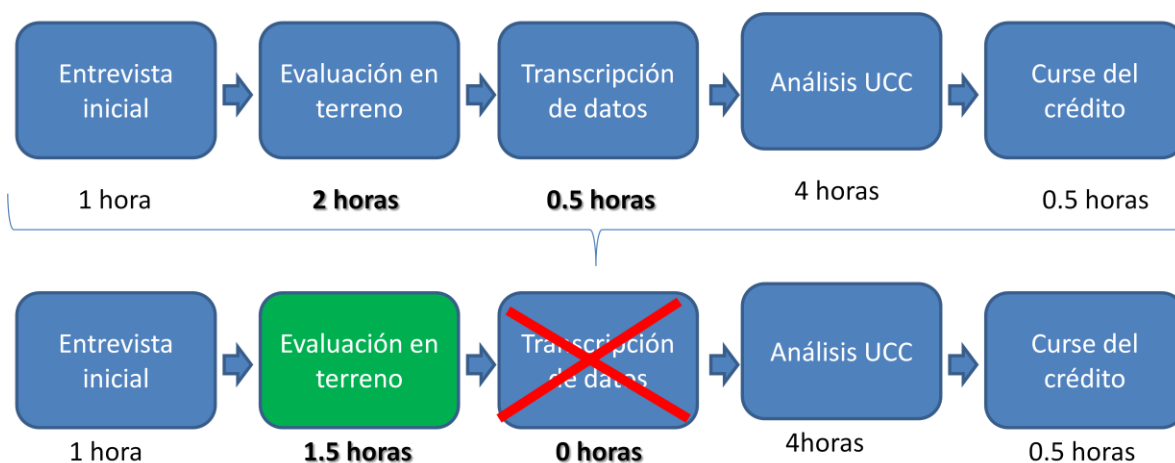 Entrevista
inicial
Evaluación en
terreno
Transcripción
de datos
Análisis UCC
Curse del
crédito
1 hora
2 horas
0.5 horas
4 horas
0.5 horas
Entrevista
inicial
Evaluación en
terreno
Transcripción
de datos
Análisis UCC
Curse del
crédito
1 hora
1.5 horas
0 horas
4horas
0.5 horas